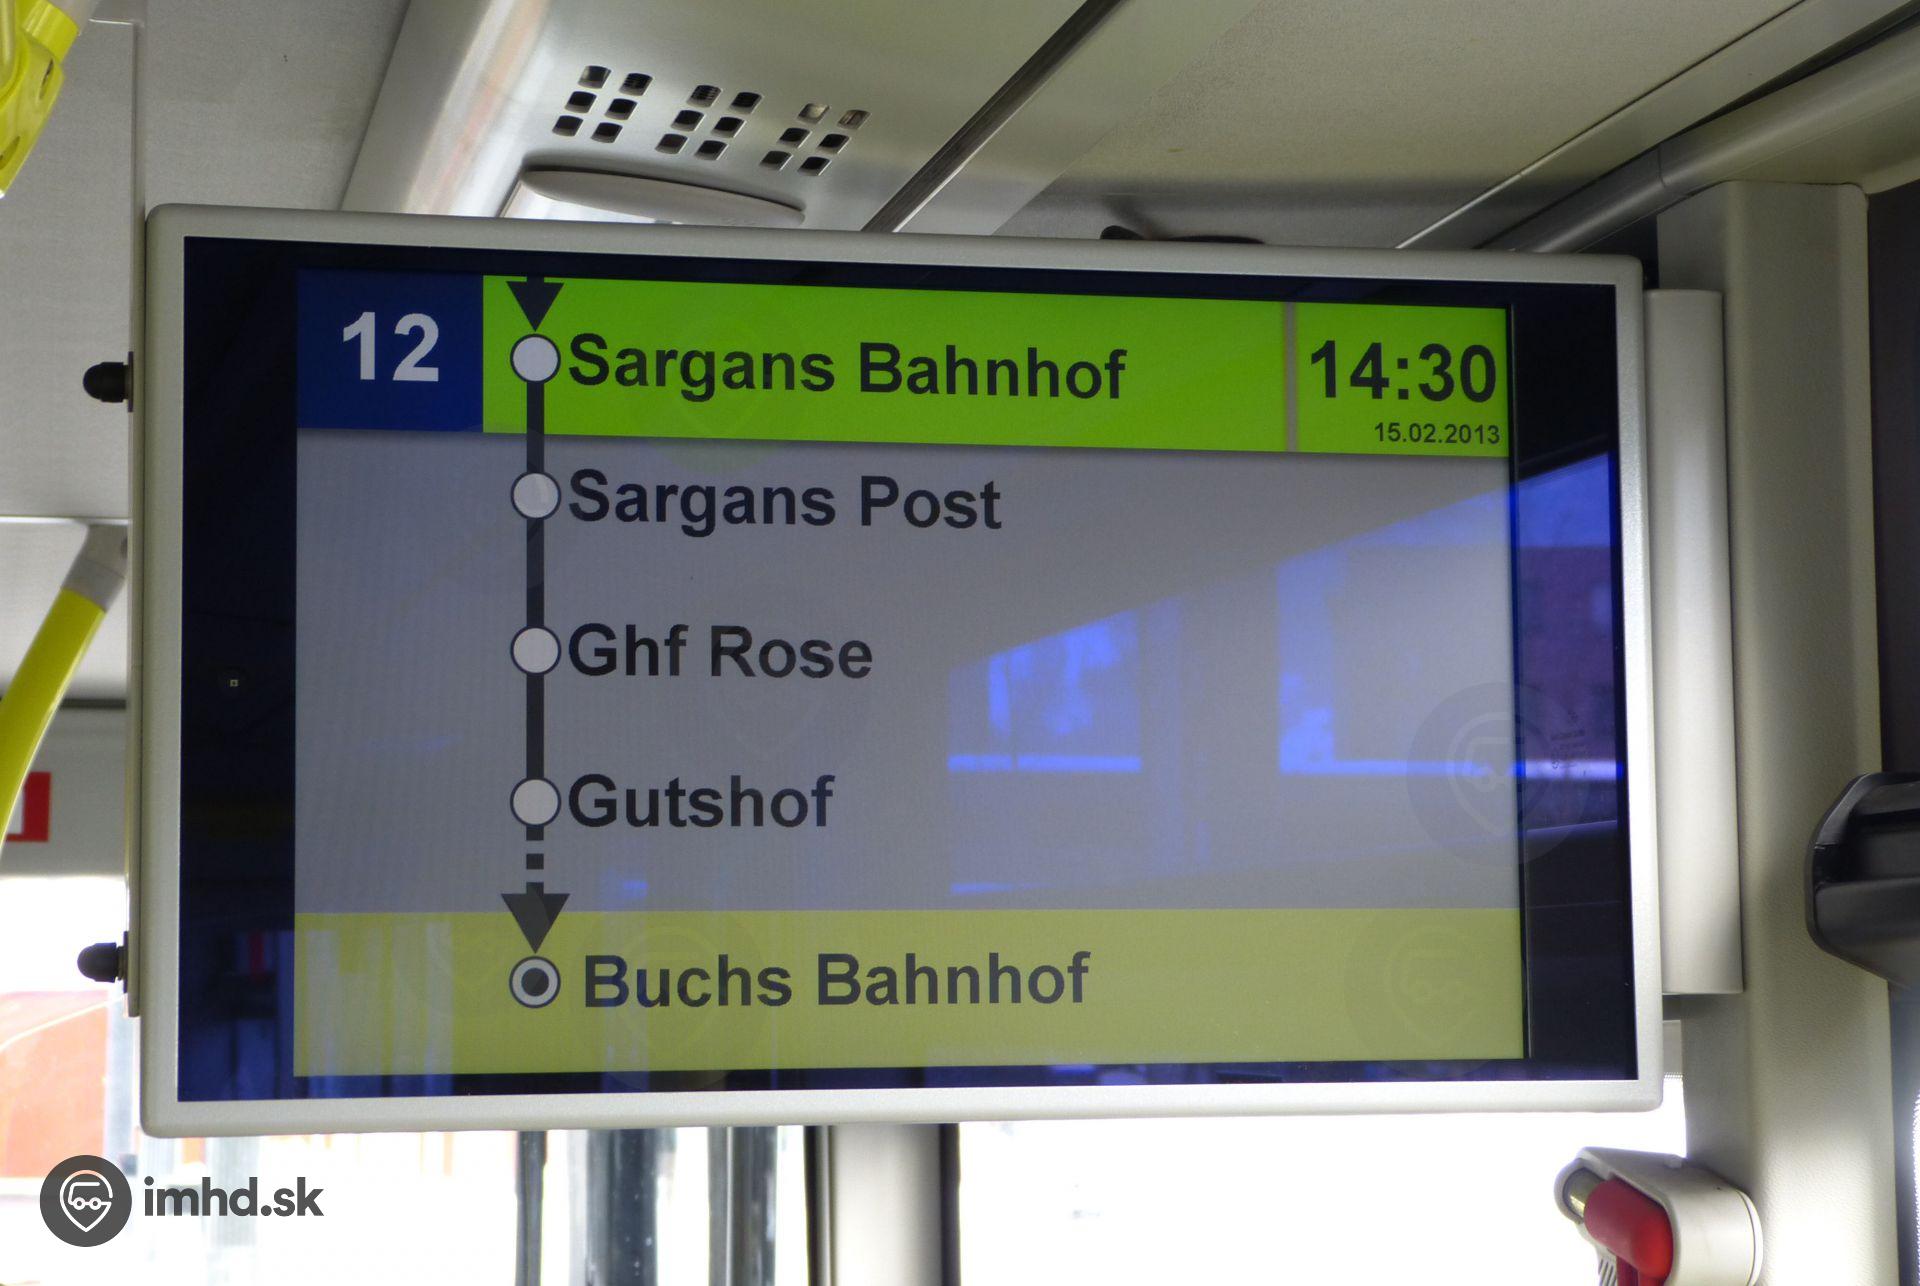 12
Sargans Bahnhof
14:30
15.02.2013
Sargans Post
Ghf Rose
Gutshof
Buchs Bahnhof
imhd.sk